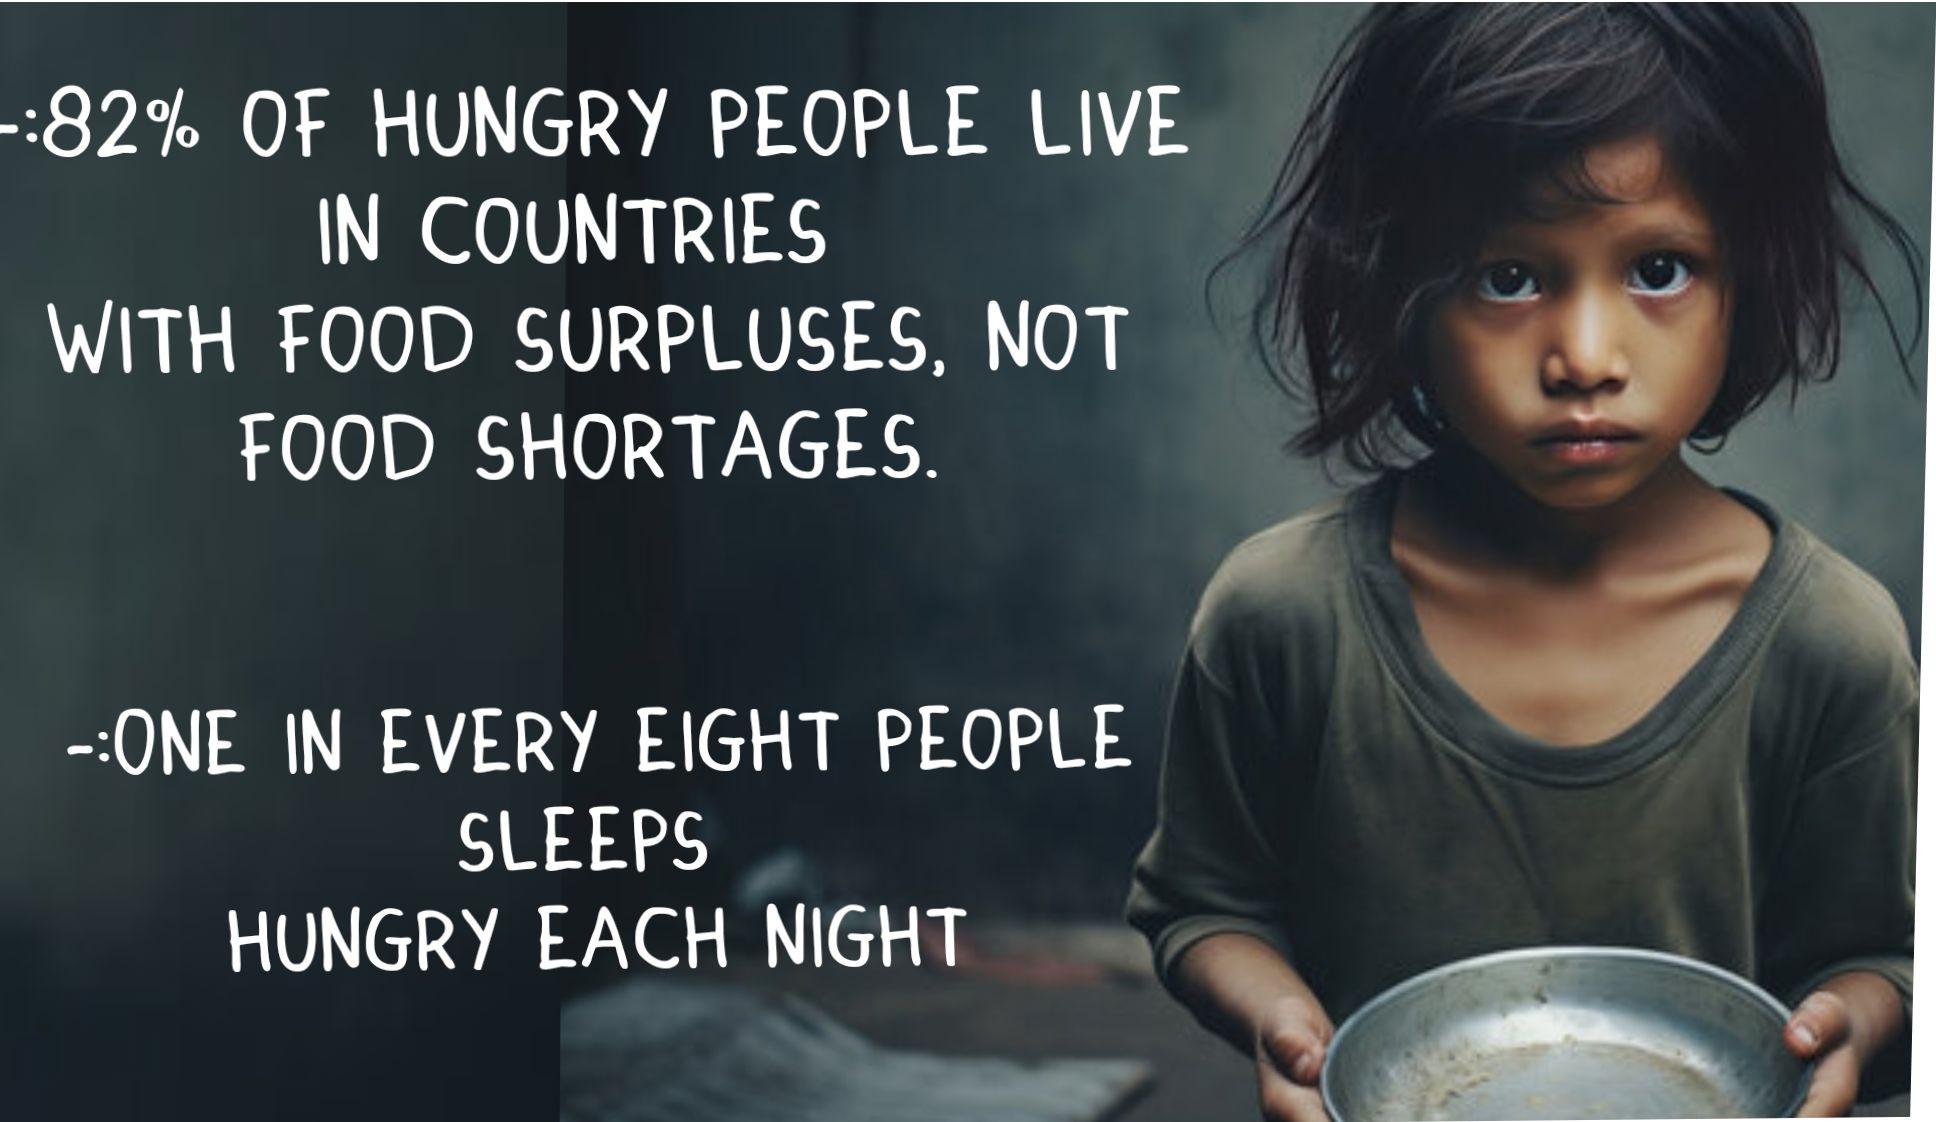 -:82% OF HUNGRY PEOPLE LIVE
IN COUNTRIES
WITH FOOD SURPLUSES, NOT
FOOD SHORTAGES.
-:ONE IN EVERY EIGHT PEOPLE
SLEEPS
HUNGRY EACH NIGHT